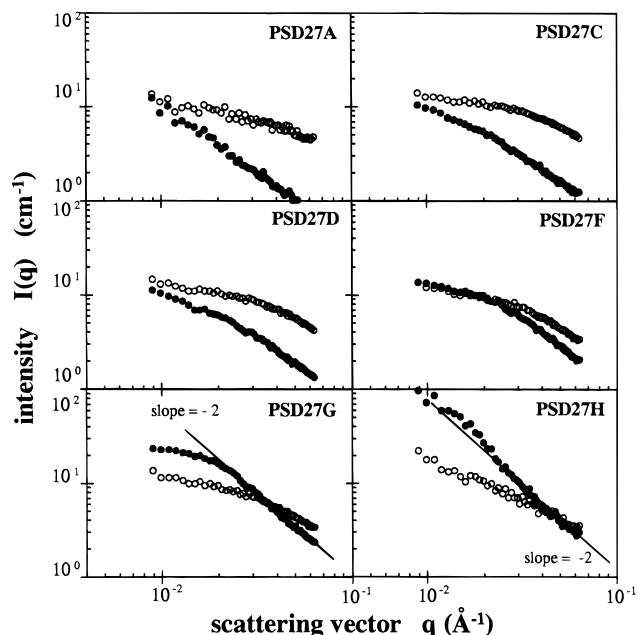 10²
PSD27A
PSD27C
10¹
10⁰
10²
PSD27D
PSD27F
10¹
10⁰
10²
slope = - 2
PSD27G
PSD27H
10¹
slope = -2
10⁰
10⁻²
10⁻¹
10⁻²
10⁻¹
intensity I(q) (cm⁻¹)
scattering vector q (Å⁻¹)